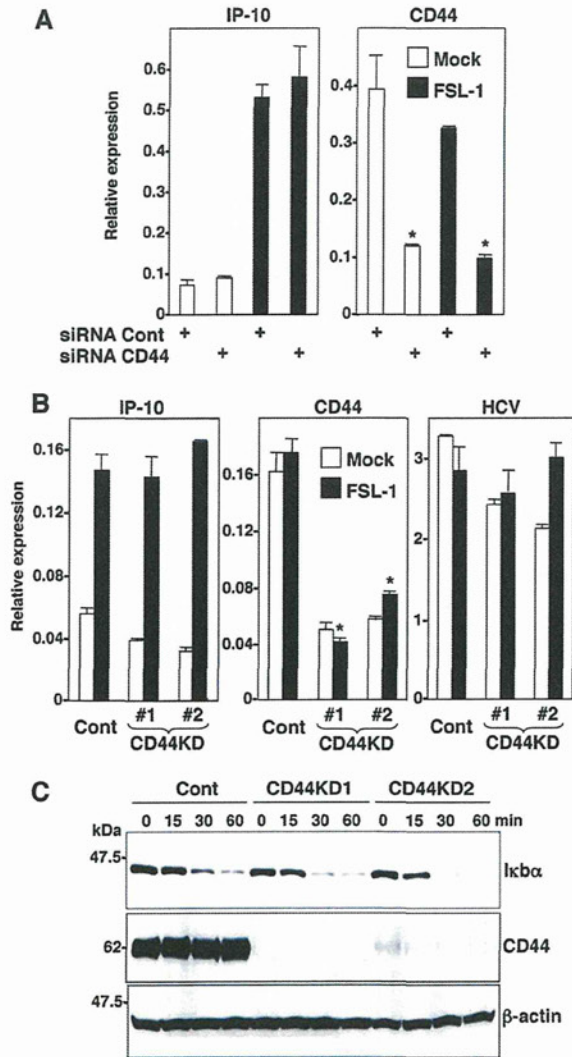 A
IP-10
CD44
Relative expression
0.6
0.5
0.4
0.3
0.2
0.1
0
0.4
0.3
0.2
0.1
0
Mock
FSL-1
*
*
siRNA Cont + +
siRNA CD44 + +
+ +
+ +
B
IP-10
CD44
HCV
Relative expression
0.16
0.12
0.08
0.04
0
0.16
0.12
0.08
0.04
0
3
2
1
0
Mock
FSL-1
*
*
Cont #1 #2
CD44KD
Cont #1 #2
CD44KD
Cont #1 #2
CD44KD
C
Cont CD44KD1 CD44KD2
kDa 0 15 30 60 0 15 30 60 0 15 30 60 min
47.5
Iκbα
62
CD44
47.5
β-actin